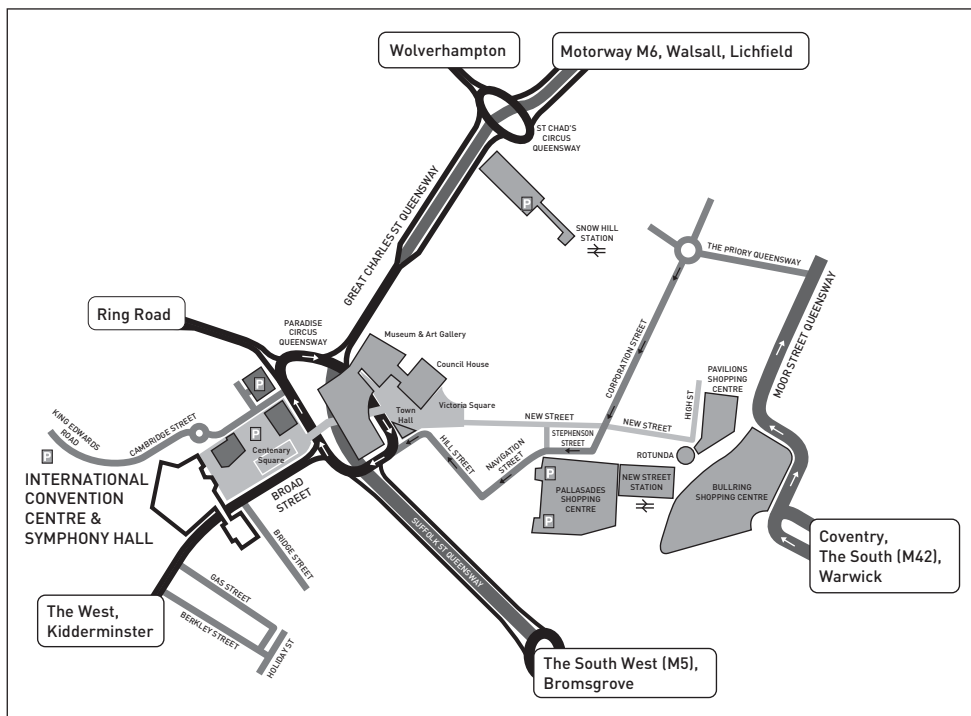 Wolverhampton
Motorway M6, Walsall, Lichfield
ST CHAD'S
CIRCUS
QUEENSWAY
GREAT CHARLES ST QUEENSWAY
P
SNOW HILL
STATION
THE PRIORY QUEENSWAY
MOOR STREET QUEENSWAY
Ring Road
PARADISE
CIRCUS
QUEENSWAY
Museum & Art Gallery
Council House
CORPORATION STREET
PAVILIONS
SHOPPING
CENTRE
HIGH ST
P
Town
Hall
Victoria Square
NEW STREET
NEW STREET
STEPHENSON
STREET
ROTUNDA
KING EDWARDS
ROAD
CAMBRIDGE STREET
P
Centenary
Square
HILL STREET
NAVIGATION
STREET
P
INTERNATIONAL
CONVENTION
CENTRE &
SYMPHONY HALL
BROAD
STREET
P
PALLASADES
SHOPPING
CENTRE
P
NEW STREET
STATION
BULLRING
SHOPPING CENTRE
BRIDGE STREET
SUFFOLK ST QUEENSWAY
Coventry,
The South (M42),
Warwick
GAS STREET
BERKLEY STREET
HOLIDAY ST
The West,
Kidderminster
The South West (M5),
Bromsgrove